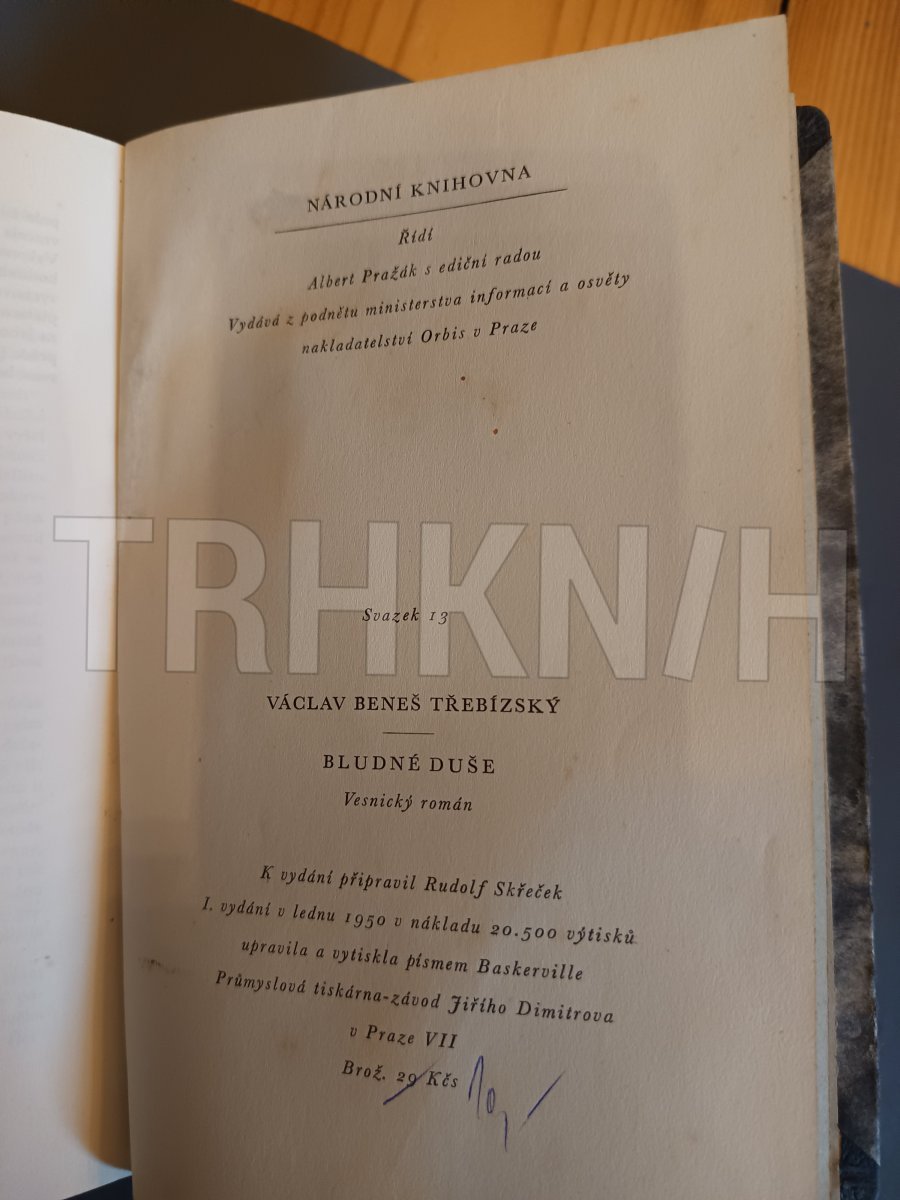 NÁRODNÍ KNIHOVNA
Řídí
Albert Pražák s ediční radou
Vydává z podnětu ministerstva informací a osvěty
nakladatelství Orbis v Praze
TRHKNIH
Svazek 13
VÁCLAV BENEŠ TŘEBÍZSKÝ
BLUDNÉ DUŠE
Vesnický román
K vydání připravil Rudolf Skřeček
I. vydání v lednu 1950 v nákladu 20.500 výtisků
upravila a vytiskla písmem Baskerville
Průmyslová tiskárna-závod Jiřího Dimitrova
v Praze VII
Brož. 29 Kčs 10,-